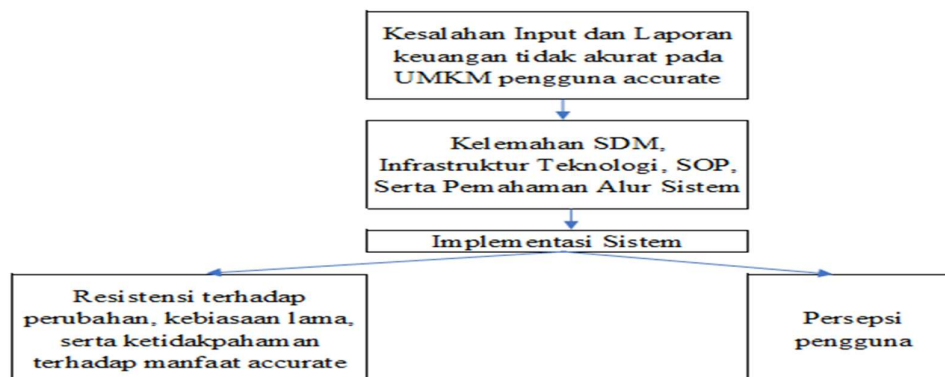 Kesalahan Input dan Laporan
keuangan tidak akurat pada
UMKM pengguna accurate
Kelemahan SDM,
Infrastruktur Teknologi, SOP,
Serta Pemahaman Alur Sistem
Implementasi Sistem
Resistensi terhadap
perubahan, kebiasaan lama,
serta ketidakpahaman
terhadap manfaat accurate
Persepsi
pengguna